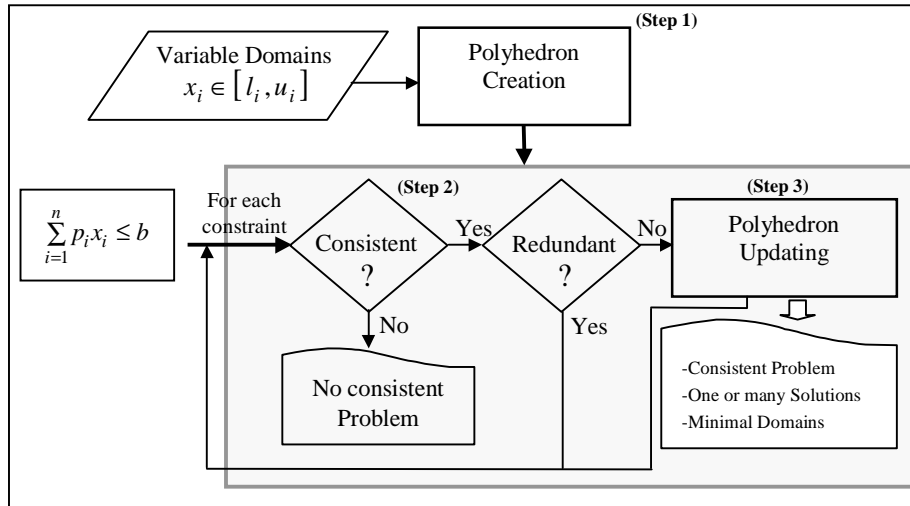 (Step 1)
Variable Domains
x_i ∈ [l_i, u_i]
Polyhedron
Creation
(Step 2)
(Step 3)
∑_{i=1}^{n} p_i x_i ≤ b
For each
constraint
Consistent
?
Yes
Redundant
?
No
Polyhedron
Updating
No
Yes
No consistent
Problem
-Consistent Problem
-One or many Solutions
-Minimal Domains